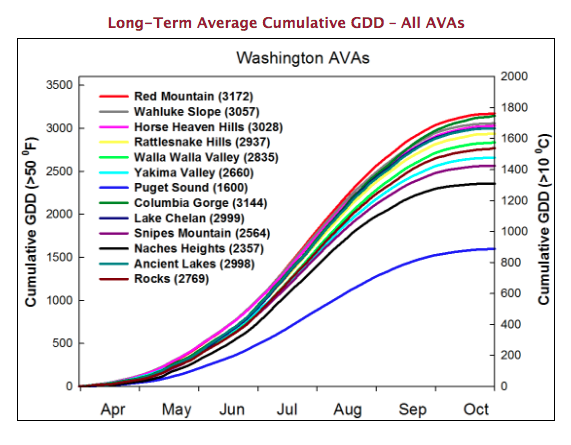 Long-Term Average Cumulative GDD - All AVAs
Washington AVAs
Cumulative GDD (>50 ⁰F)
3500
3000
2500
2000
1500
1000
500
0
Red Mountain (3172)
Wahluke Slope (3057)
Horse Heaven Hills (3028)
Rattlesnake Hills (2937)
Walla Walla Valley (2835)
Yakima Valley (2660)
Puget Sound (1600)
Columbia Gorge (3144)
Lake Chelan (2999)
Snipes Mountain (2564)
Naches Heights (2357)
Ancient Lakes (2998)
Rocks (2769)
2000
1800
1600
1400
1200
1000
800
600
400
200
0
Cumulative GDD (>10 ⁰C)
Apr May Jun Jul Aug Sep Oct